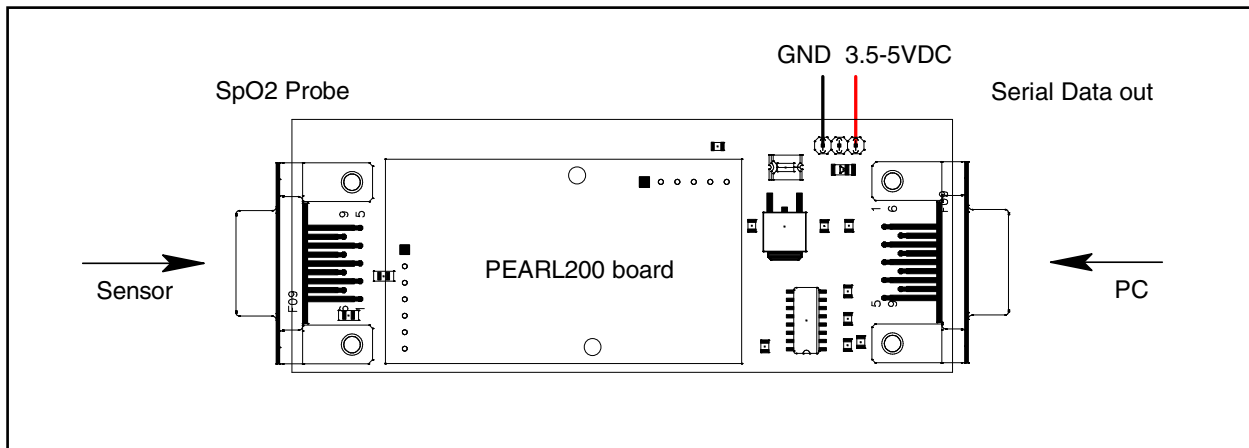 GND 3.5-5VDC
SpO2 Probe
Serial Data out
9 5
1 6
F09
PEARL200 board
Sensor
PC
F09
5 9